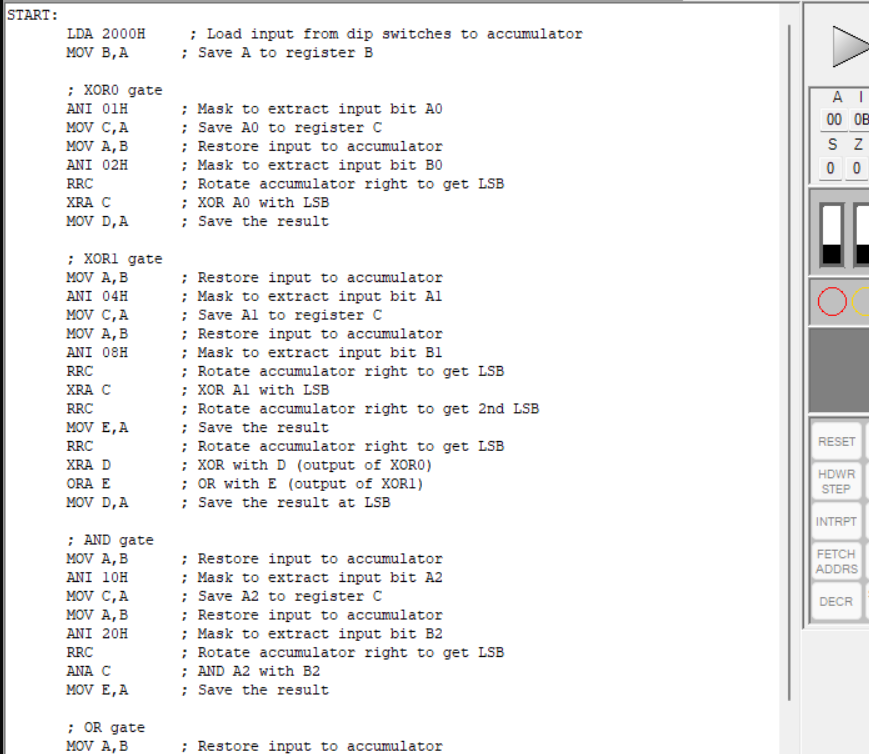 START:
LDA 2000H ; Load input from dip switches to accumulator
MOV B,A ; Save A to register B
; XOR0 gate
ANI 01H ; Mask to extract input bit A0
MOV C,A ; Save A0 to register C
MOV A,B ; Restore input to accumulator
ANI 02H ; Mask to extract input bit B0
RRC ; Rotate accumulator right to get LSB
XRA C ; XOR A0 with LSB
MOV D,A ; Save the result
; XOR1 gate
MOV A,B ; Restore input to accumulator
ANI 04H ; Mask to extract input bit A1
MOV C,A ; Save A1 to register C
MOV A,B ; Restore input to accumulator
ANI 08H ; Mask to extract input bit B1
RRC ; Rotate accumulator right to get LSB
XRA C ; XOR A1 with LSB
RRC ; Rotate accumulator right to get 2nd LSB
MOV E,A ; Save the result
RRC ; Rotate accumulator right to get LSB
XRA D ; XOR with D (output of XOR0)
ORA E ; OR with E (output of XOR1)
MOV D,A ; Save the result at LSB
; AND gate
MOV A,B ; Restore input to accumulator
ANI 10H ; Mask to extract input bit A2
MOV C,A ; Save A2 to register C
MOV A,B ; Restore input to accumulator
ANI 20H ; Mask to extract input bit B2
RRC ; Rotate accumulator right to get LSB
ANA C ; AND A2 with B2
MOV E,A ; Save the result
; OR gate
MOV A,B ; Restore input to accumulator
A I
00 0B
S Z
0 0
RESET
HDWR
STEP
INTRPT
FETCH
ADDRS
DECR